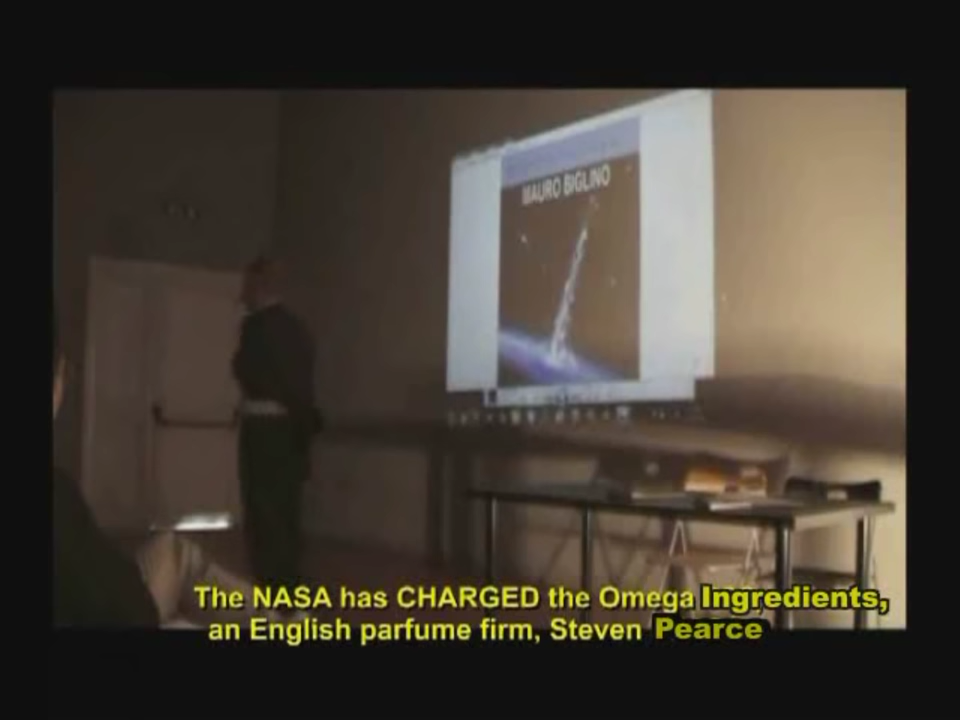 MAURO BIGLINO
The NASA has CHARGED the Omega Ingredients,
an English parfume firm, Steven Pearce